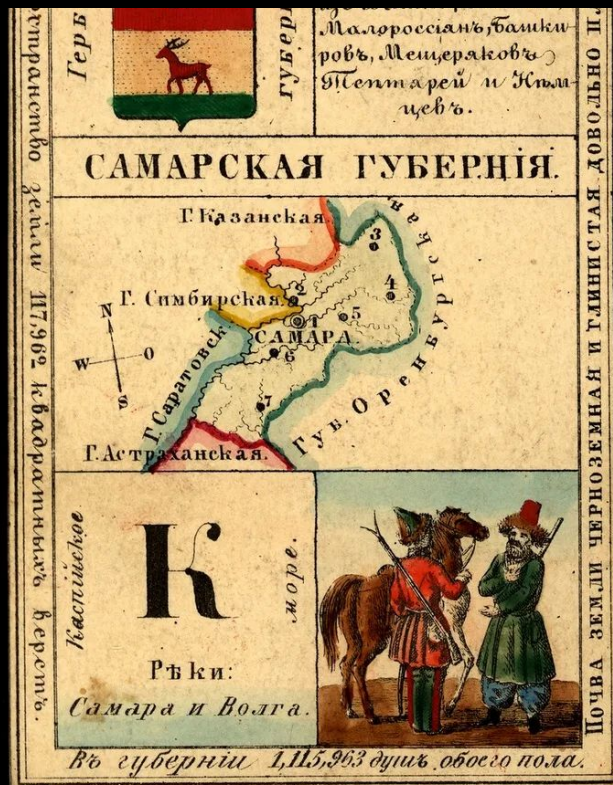 Гербъ
губер
Малороссіянъ, Башки-
ровъ, Мещеряковъ
Тептярей и Нѣм-
цевъ.
странство земли 117,962 квадратныхъ верстъ.
САМАРСКАЯ ГУБЕРНІЯ.
Г. Казанская
Г. Симбирская.
Г. Саратовск.
Г. Астраханская.
Губ. Оренбургская
САМАРА
1
2
3
4
5
6
7
N
W O
S
Каспійское
К
море.
Рѣки:
Самара и Волга.
ПОЧВА ЗЕМЛИ ЧЕРНОЗЕМНАЯ И ГЛИНИСТАЯ ДОВОЛЬНО
Въ губерніи 1,115,963 душъ обоего пола.